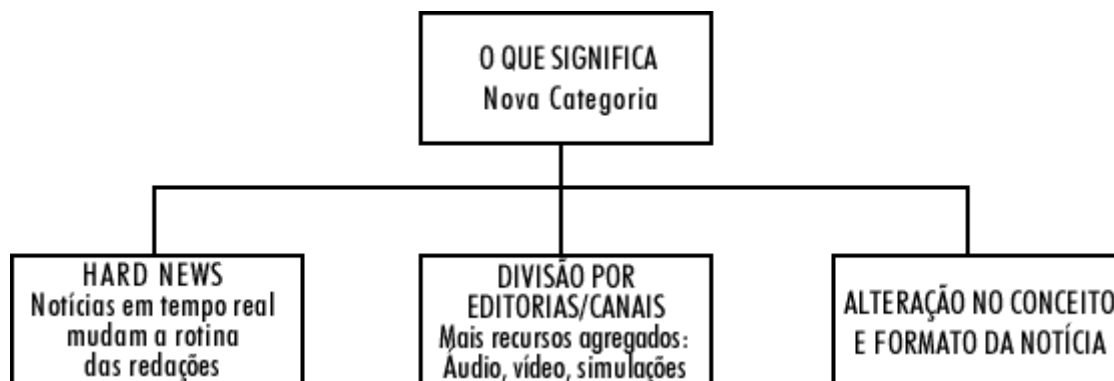 O QUE SIGNIFICA
Nova Categoria
HARD NEWS
Notícias em tempo real
mudam a rotina
das redações
DIVISÃO POR
EDITORIAS/CANAIS
Mais recursos agregados:
Áudio, vídeo, simulações
ALTERAÇÃO NO CONCEITO
E FORMATO DA NOTÍCIA